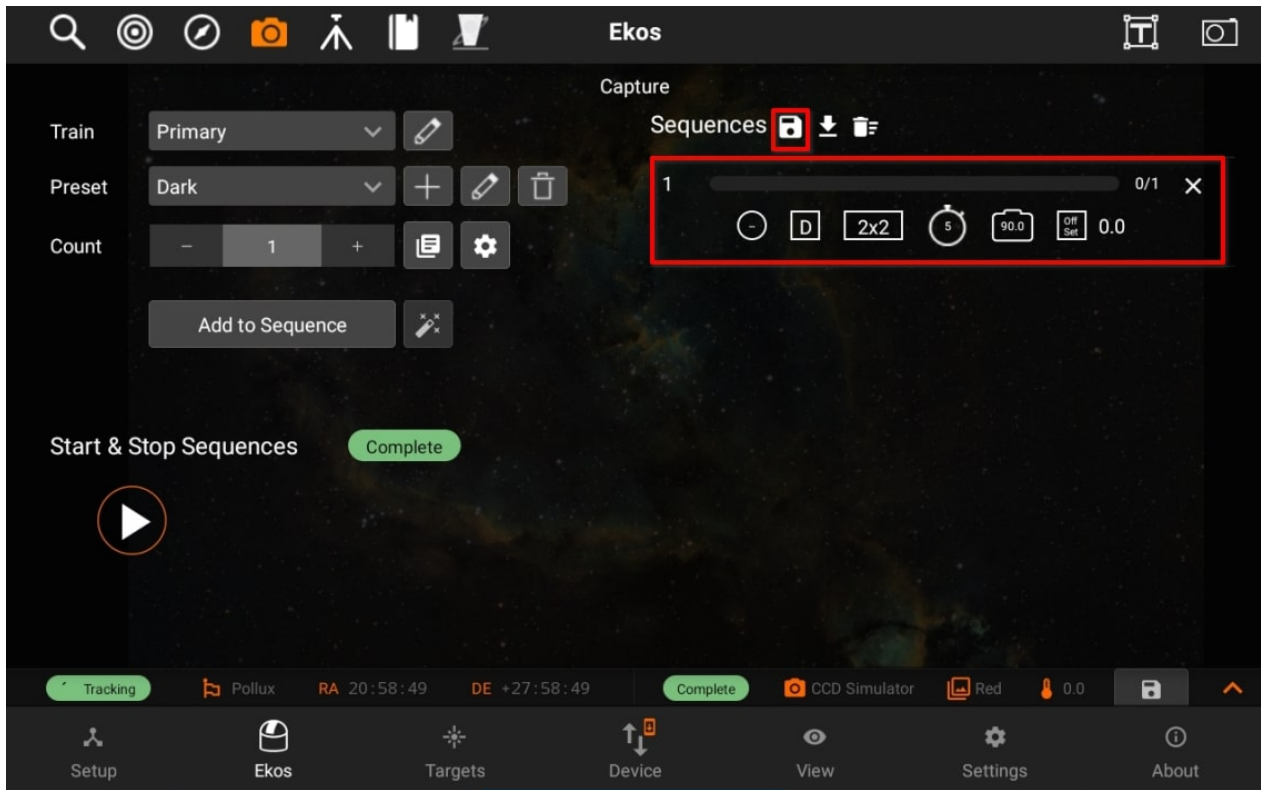 Ekos
Capture
Train Primary
Sequences
Preset Dark
1 0/1
- D 2x2 5 90.0 Off Set 0.0
Count - 1 +
Add to Sequence
Start & Stop Sequences Complete
Tracking Pollux RA 20:58:49 DE +27:58:49 Complete CCD Simulator Red 0.0
Setup Ekos Targets Device View Settings About